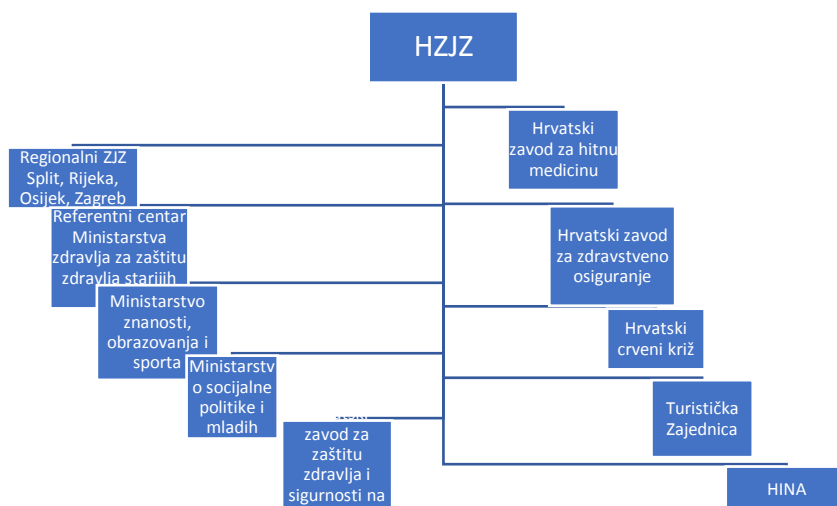 HZJZ
Hrvatski
zavod za hitnu
medicinu
Regionalni ZJZ
Split, Rijeka,
Osijek, Zagreb
Referentni centar
Ministarstva
zdravlja za zaštitu
zdravlja starijih
Hrvatski zavod
za zdravstveno
osiguranje
Ministarstvo
znanosti,
obrazovanja i
sporta
Hrvatski
crveni križ
Ministarstv
o socijalne
politike i
mladih
Turistička
Zajednica
zavod za
zaštitu
zdravlja i
sigurnosti na
HINA